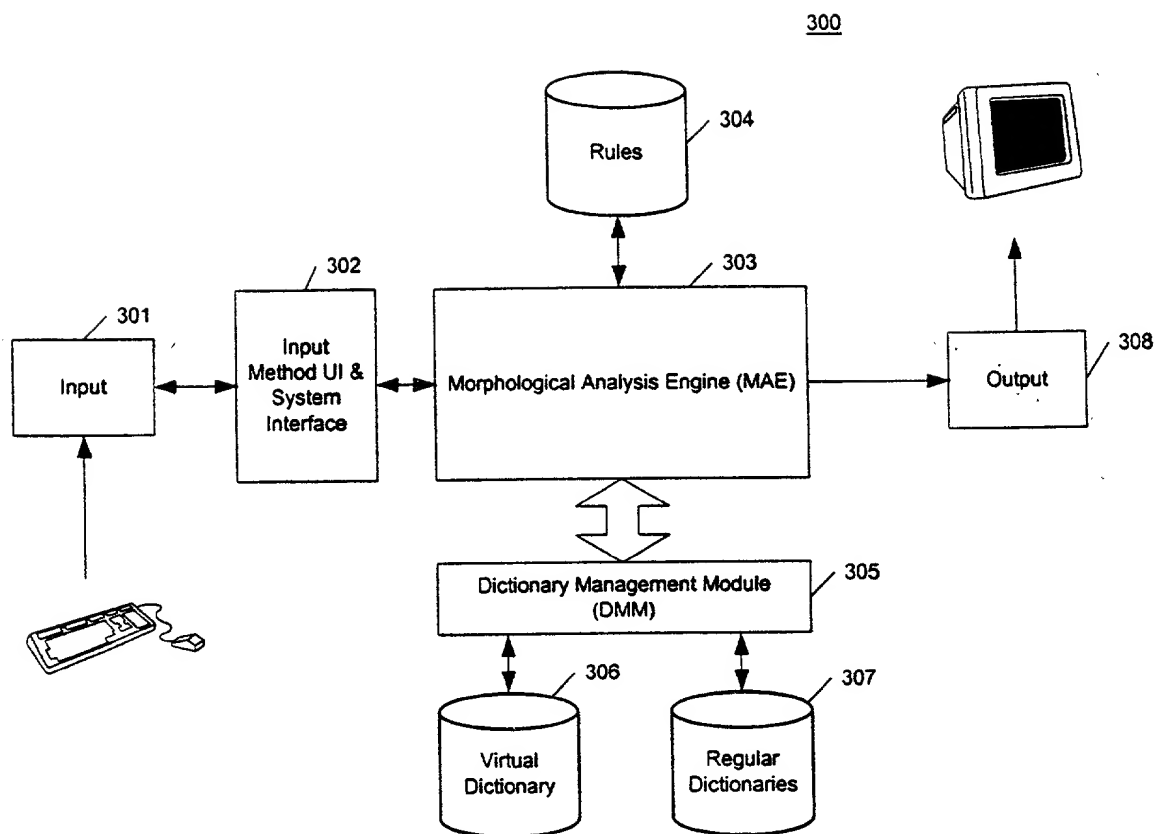 300
304
Rules
302
303
301
308
Input
Input
Method UI &
System
Interface
Morphological Analysis Engine (MAE)
Output
Dictionary Management Module
(DMM)
305
306
307
Virtual
Dictionary
Regular
Dictionaries